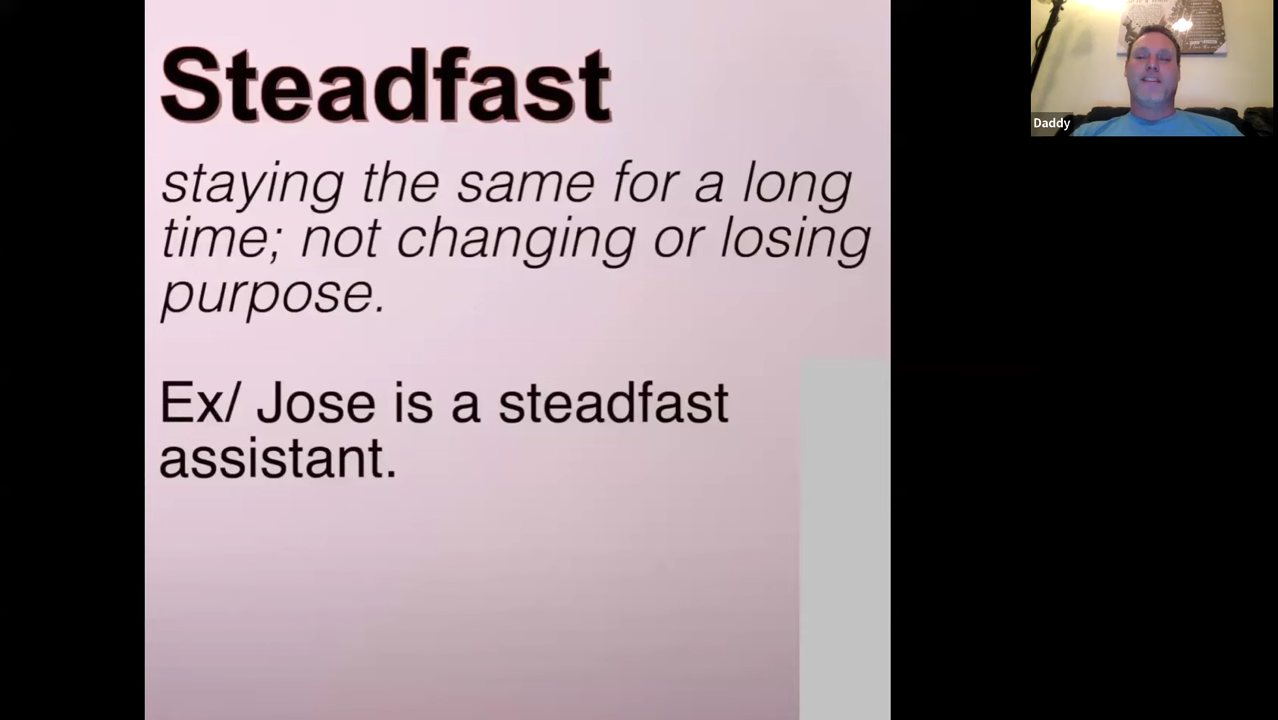 Steadfast
staying the same for a long
time; not changing or losing
purpose.
Ex/ Jose is a steadfast
assistant.
Daddy